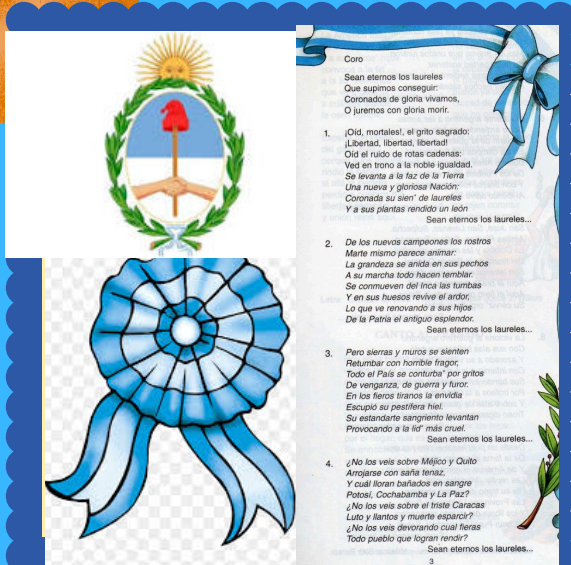 Coro
Sean eternos los laureles
Que supimos conseguir:
Coronados de gloria vivamos,
O juremos con gloria morir.
1. ¡Oíd, mortales!, el grito sagrado:
¡Libertad, libertad, libertad!
Oíd el ruido de rotas cadenas:
Ved en trono a la noble igualdad.
Se levanta a la faz de la Tierra
Una nueva y gloriosa Nación:
Coronada su sien* de laureles
Y a sus plantas rendido un león
Sean eternos los laureles...
2. De los nuevos campeones los rostros
Marte mismo parece animar:
La grandeza se anida en sus pechos
A su marcha todo hacen temblar.
Se conmueven del Inca las tumbas
Y en sus huesos revive el ardor,
Lo que ve renovando a sus hijos
De la Patria el antiguo esplendor.
Sean eternos los laureles...
3. Pero sierras y muros se sienten
Retumbar con horrible fragor,
Todo el País se conturba* por gritos
De venganza, de guerra y furor.
En los fieros tiranos la envidia
Escupió su pestífera hiel.
Su estandarte sangriento levantan
Provocando a la lid* más cruel.
Sean eternos los laureles...
4. ¿No los veis sobre Méjico y Quito
Arrojarse con saña tenaz,
Y cuál lloran bañados en sangre
Potosí, Cochabamba y La Paz?
¿No los veis sobre el triste Caracas
Luto y llantos y muerte esparcir?
¿No los veis devorando cual fieras
Todo pueblo que logran rendir?
Sean eternos los laureles...
3